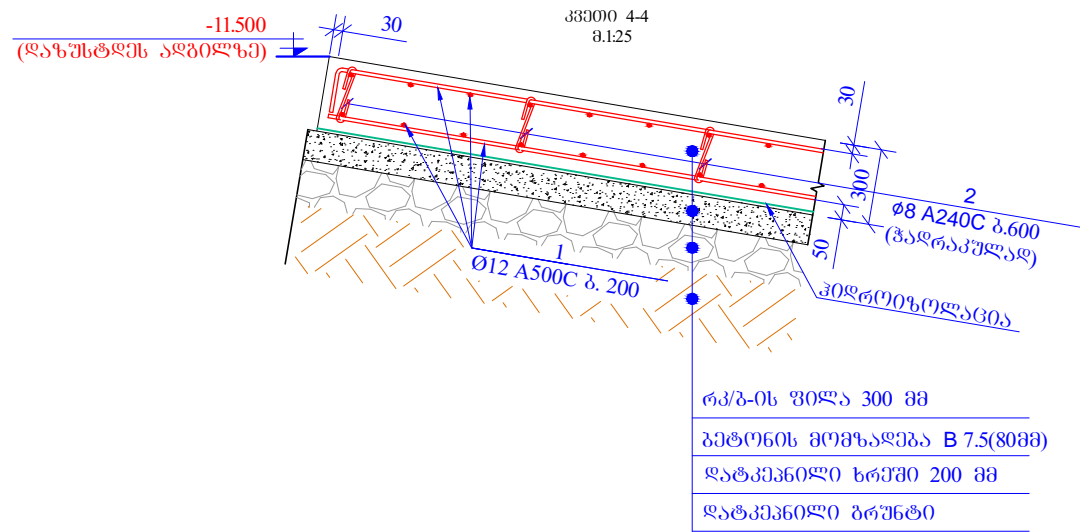 კვეთი 4-4
მ.1:25
-11.500
(დაზუსტდეს ადგილზე)
30
30
300
50
2
ϕ8 A240C ბ.600
(ჭადრაკულად)
1
Ø12 A500C ბ. 200
ჰიდროიზოლაცია
რკ/ბ-ის ფილა 300 მმ
ბეტონის მომზადება B 7.5(80მმ)
დატკეპნილი ხრეში 200 მმ
დატკეპნილი გრუნტი